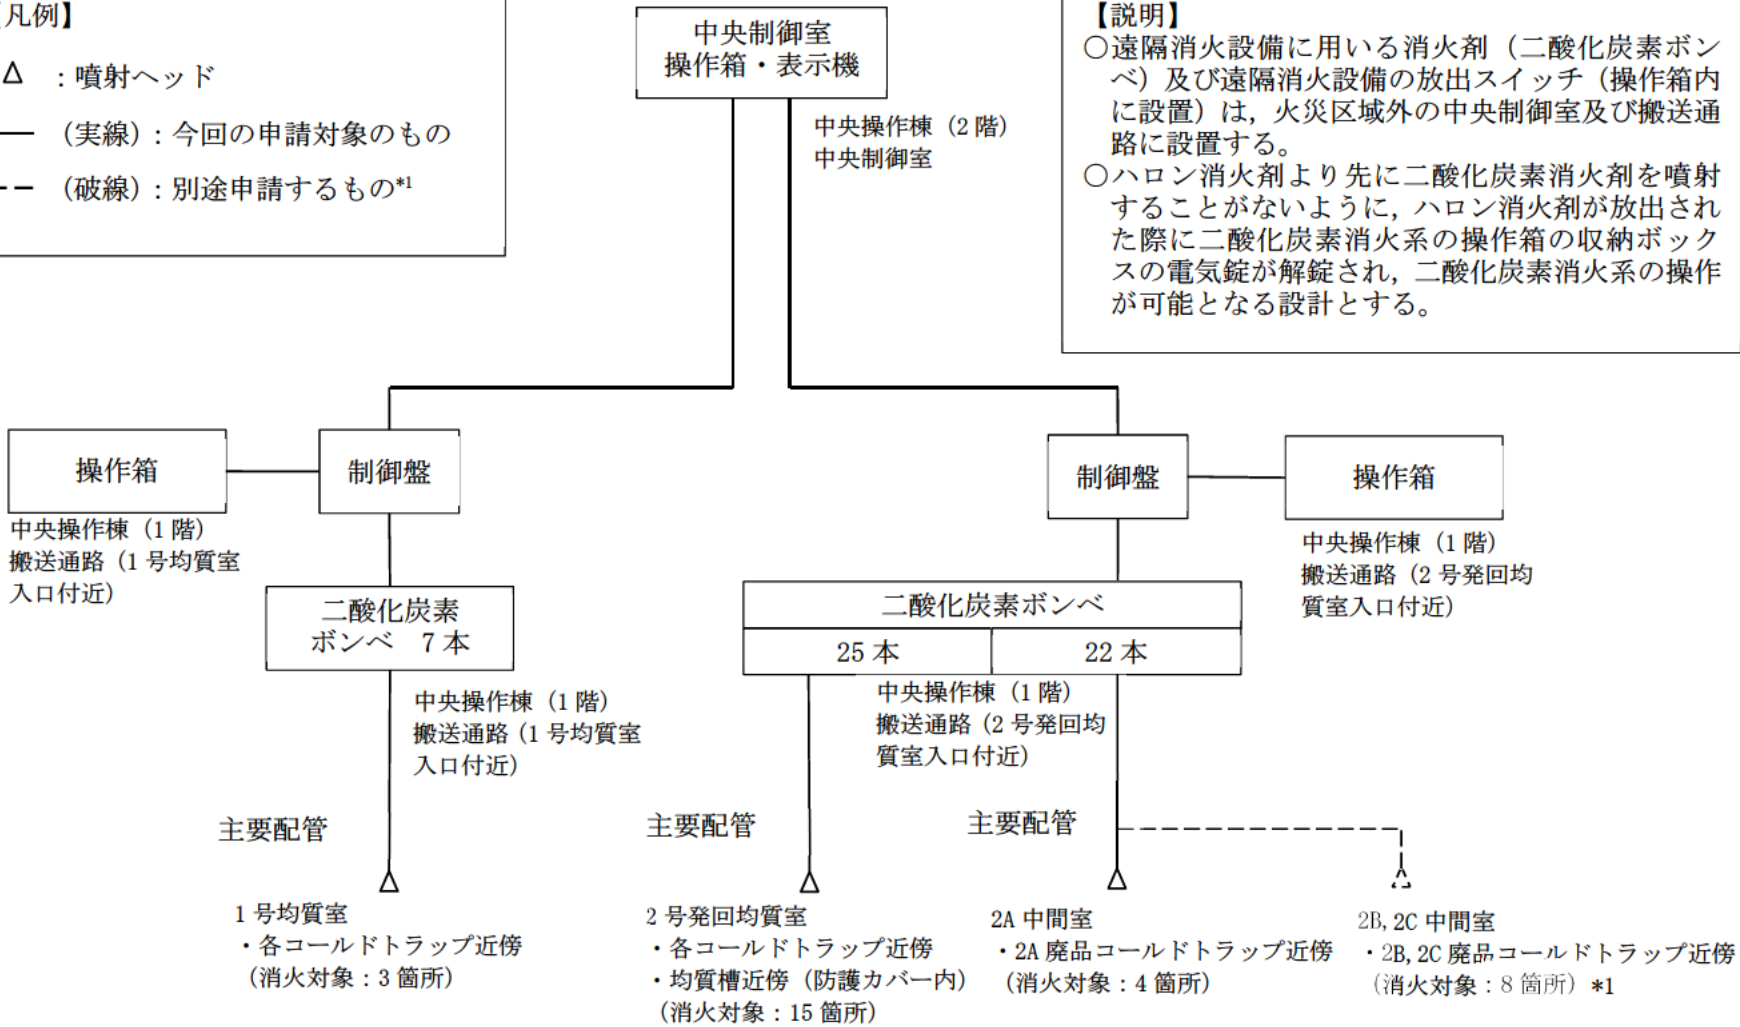 凡例】
△ ：噴射ヘッド
（実線）：今回の申請対象のもの
（破線）：別途申請するもの*1
中央制御室
操作箱・表示機
中央操作棟（2 階）
中央制御室
【説明】
○遠隔消火設備に用いる消火剤（二酸化炭素ボン
ベ）及び遠隔消火設備の放出スイッチ（操作箱内
に設置）は，火災区域外の中央制御室及び搬送通
路に設置する。
○ハロン消火剤より先に二酸化炭素消火剤を噴射
することがないように，ハロン消火剤が放出され
た際に二酸化炭素消火系の操作箱の収納ボック
スの電気錠が解錠され，二酸化炭素消火系の操作
が可能となる設計とする。
操作箱
中央操作棟（1 階）
搬送通路（1 号均質室
入口付近）
制御盤
二酸化炭素
ボンベ　7 本
中央操作棟（1 階）
搬送通路（1 号均質室
入口付近）
主要配管
1 号均質室
・各コールドトラップ近傍
（消火対象：3 箇所）
制御盤
操作箱
中央操作棟（1 階）
搬送通路（2 号発回均
質室入口付近）
二酸化炭素ボンベ
25 本
22 本
中央操作棟（1 階）
搬送通路（2 号発回均
質室入口付近）
主要配管
主要配管
2 号発回均質室
・各コールドトラップ近傍
・均質槽近傍（防護カバー内）
（消火対象：15 箇所）
2A 中間室
・2A 廃品コールドトラップ近傍
（消火対象：4 箇所）
2B, 2C 中間室
・2B, 2C 廃品コールドトラップ近傍
（消火対象：8 箇所）*1